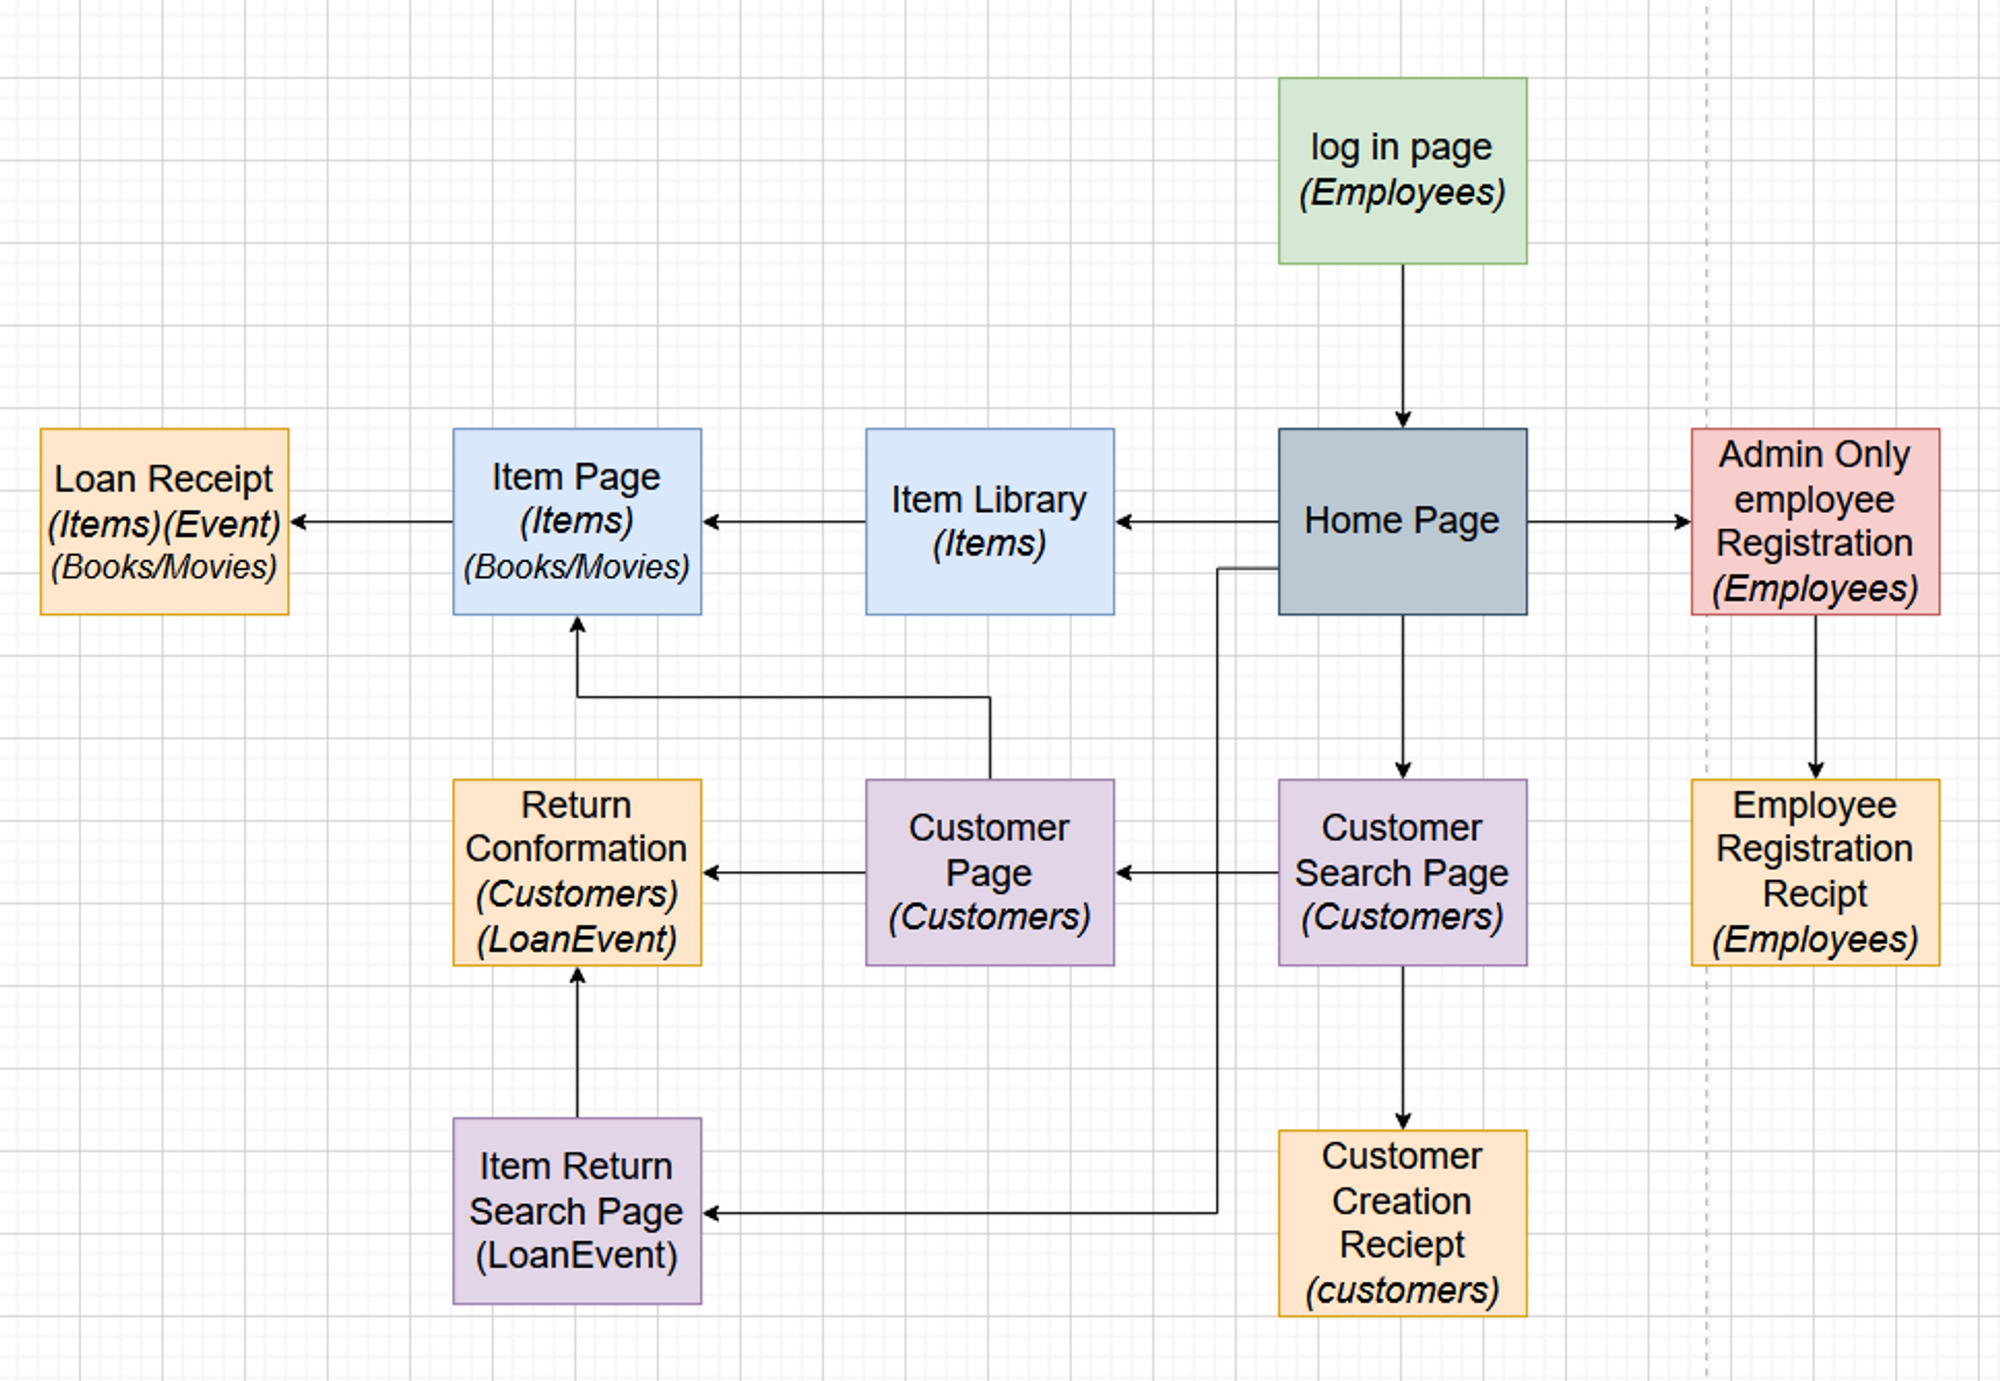 log in page
(Employees)
Loan Receipt
(Items)(Event)
(Books/Movies)
Item Page
(Items)
(Books/Movies)
Item Library
(Items)
Home Page
Admin Only
employee
Registration
(Employees)
Return
Conformation
(Customers)
(LoanEvent)
Customer
Page
(Customers)
Customer
Search Page
(Customers)
Employee
Registration
Recipt
(Employees)
Item Return
Search Page
(LoanEvent)
Customer
Creation
Reciept
(customers)